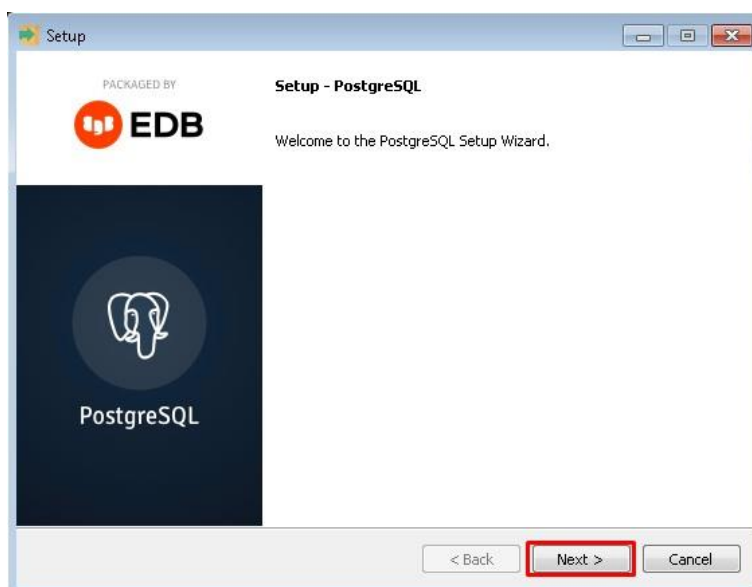 Setup
PACKAGED BY
EDB
Setup - PostgreSQL
Welcome to the PostgreSQL Setup Wizard.
PostgreSQL
< Back
Next >
Cancel